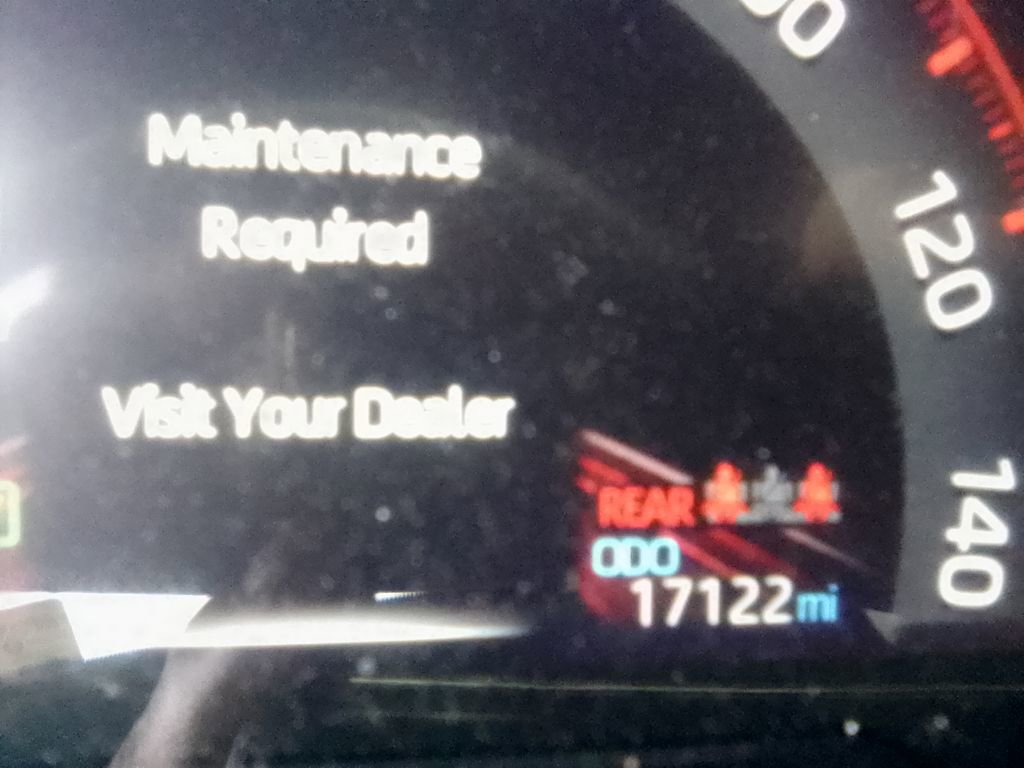 Maintenance
Required
Visit Your Dealer
120
140
REAR
ODO
17122 mi